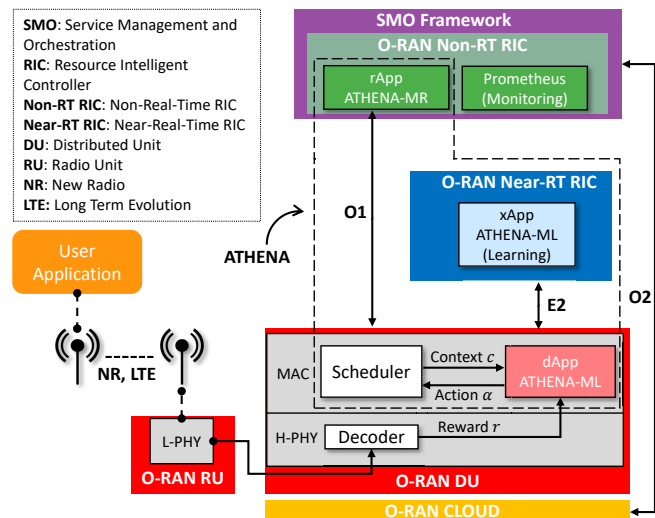 SMO: Service Management and
Orchestration
RIC: Resource Intelligent
Controller
Non-RT RIC: Non-Real-Time RIC
Near-RT RIC: Near-Real-Time RIC
DU: Distributed Unit
RU: Radio Unit
NR: New Radio
LTE: Long Term Evolution
SMO Framework
O-RAN Non-RT RIC
rApp
ATHENA-MR
Prometheus
(Monitoring)
O-RAN Near-RT RIC
xApp
ATHENA-ML
(Learning)
O1
ATHENA
E2
O2
User
Application
NR, LTE
MAC
Scheduler
Context c
Action α
dApp
ATHENA-ML
H-PHY
Decoder
Reward r
L-PHY
O-RAN RU
O-RAN DU
O-RAN CLOUD